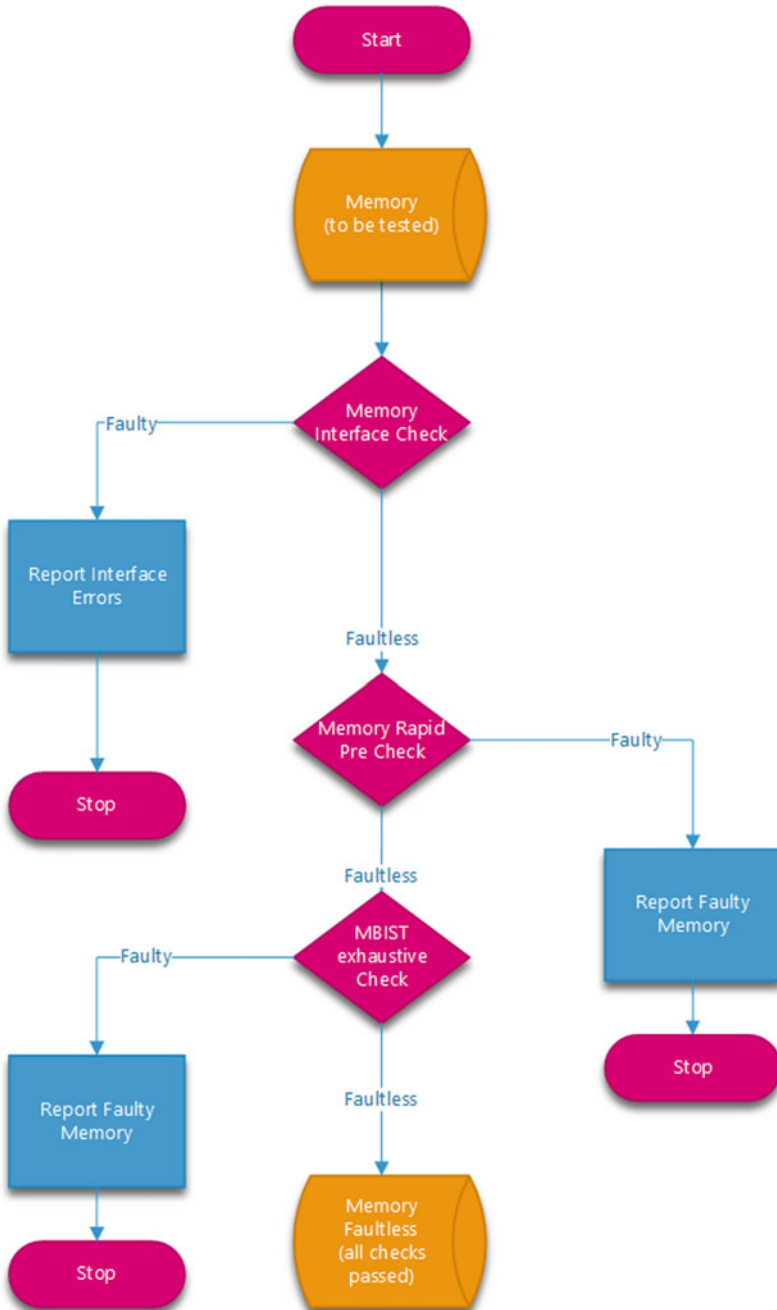 Start
Memory
(to be tested)
Memory
Interface Check
Faulty
Report Interface
Errors
Stop
Faultless
Memory Rapid
Pre Check
Faulty
Report Faulty
Memory
Stop
Faultless
MBIST
exhaustive
Check
Faulty
Report Faulty
Memory
Stop
Faultless
Memory
Faultless
(all checks
passed)